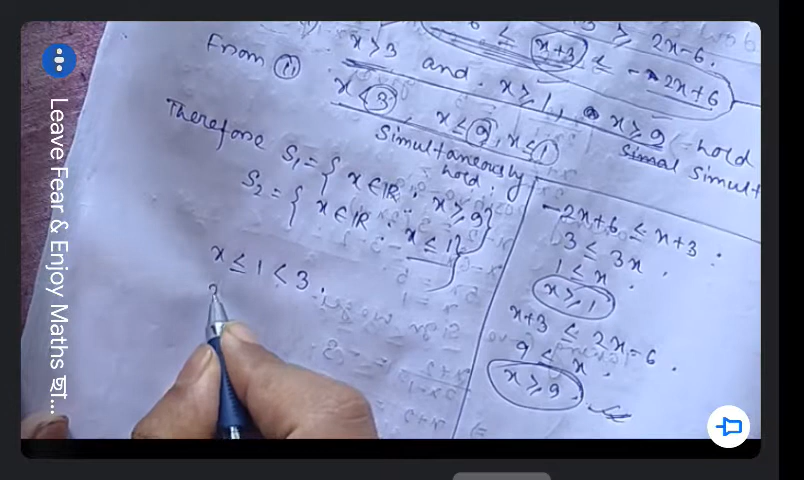 ≤ x+3 ≤ -2x+6
≥ 2x-6.
From ① x>3 and x≥1, x≥9 hold
x<3, x≤9, x≤1 Simul Simult
Simultaneously hold.
Therefore S₁ = { x∈ℝ : x≥9}
S₂ = { x∈ℝ : x≤1}
x ≤ 1 < 3.
-2x+6 ≤ x+3
3 ≤ 3x.
1 ≤ x.
x≥1
x+3 ≤ 2x-6.
9 ≤ x.
x≥9.
Leave Fear & Enjoy Maths ছা...